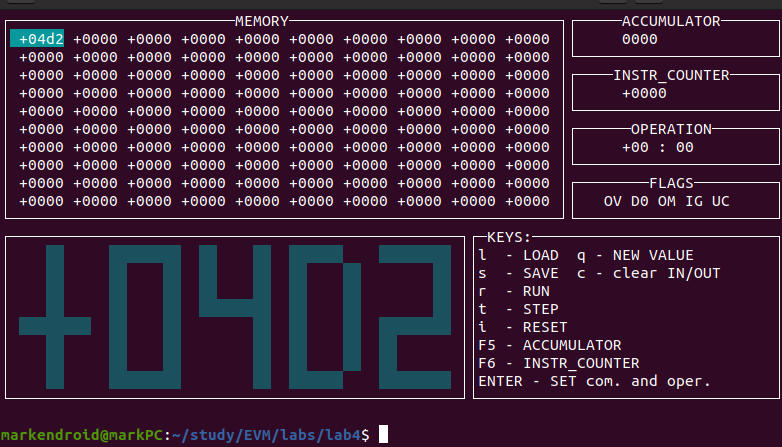 MEMORY
+04d2 +0000 +0000 +0000 +0000 +0000 +0000 +0000 +0000 +0000
+0000 +0000 +0000 +0000 +0000 +0000 +0000 +0000 +0000 +0000
+0000 +0000 +0000 +0000 +0000 +0000 +0000 +0000 +0000 +0000
+0000 +0000 +0000 +0000 +0000 +0000 +0000 +0000 +0000 +0000
+0000 +0000 +0000 +0000 +0000 +0000 +0000 +0000 +0000 +0000
+0000 +0000 +0000 +0000 +0000 +0000 +0000 +0000 +0000 +0000
+0000 +0000 +0000 +0000 +0000 +0000 +0000 +0000 +0000 +0000
+0000 +0000 +0000 +0000 +0000 +0000 +0000 +0000 +0000 +0000
+0000 +0000 +0000 +0000 +0000 +0000 +0000 +0000 +0000 +0000
+0000 +0000 +0000 +0000 +0000 +0000 +0000 +0000 +0000 +0000
ACCUMULATOR
0000
INSTR_COUNTER
+0000
OPERATION
+00 : 00
FLAGS
OV D0 OM IG UC
+04D2
KEYS:
l - LOAD q - NEW VALUE
s - SAVE c - clear IN/OUT
r - RUN
t - STEP
i - RESET
F5 - ACCUMULATOR
F6 - INSTR_COUNTER
ENTER - SET com. and oper.
markendroid@markPC:~/study/EVM/labs/lab4$